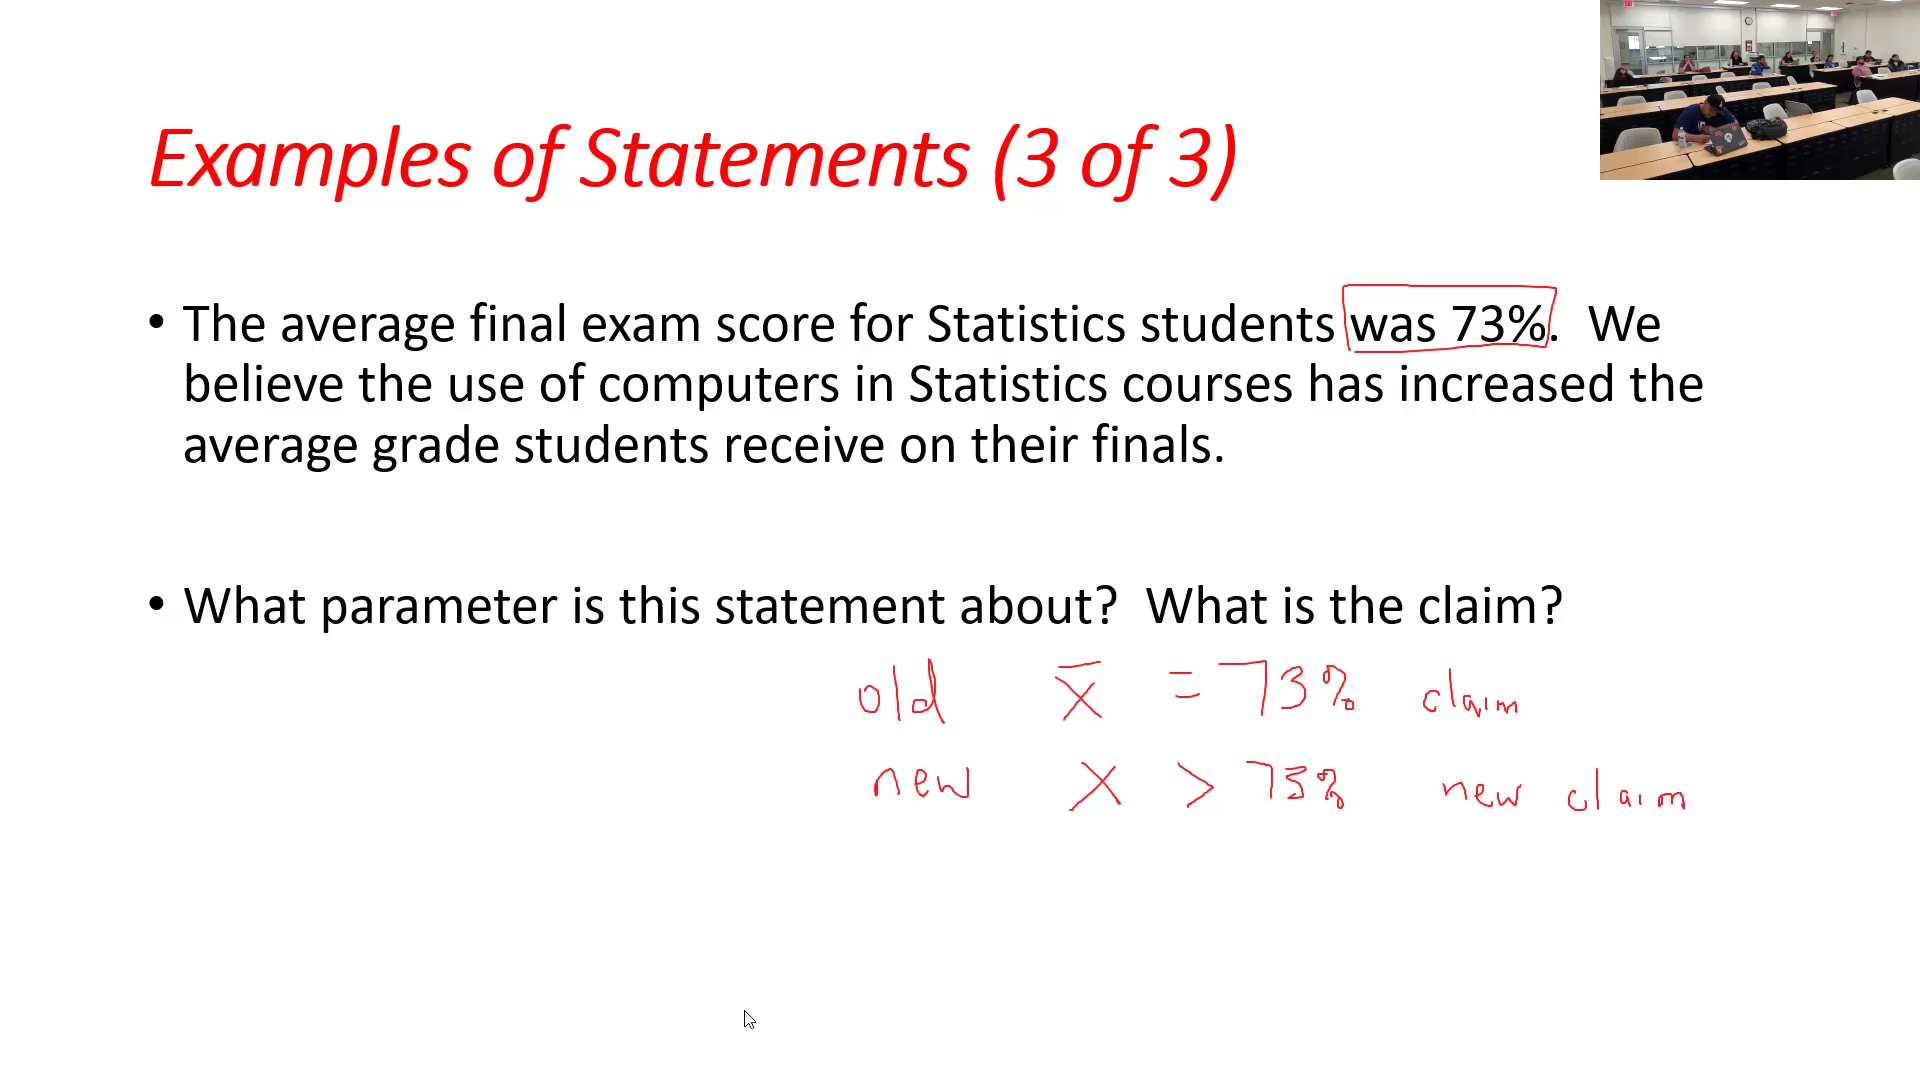 Examples of Statements (3 of 3)
• The average final exam score for Statistics students was 73%. We
believe the use of computers in Statistics courses has increased the
average grade students receive on their finals.
• What parameter is this statement about? What is the claim?
old x̅ = 73% claim
new x > 73% new claim